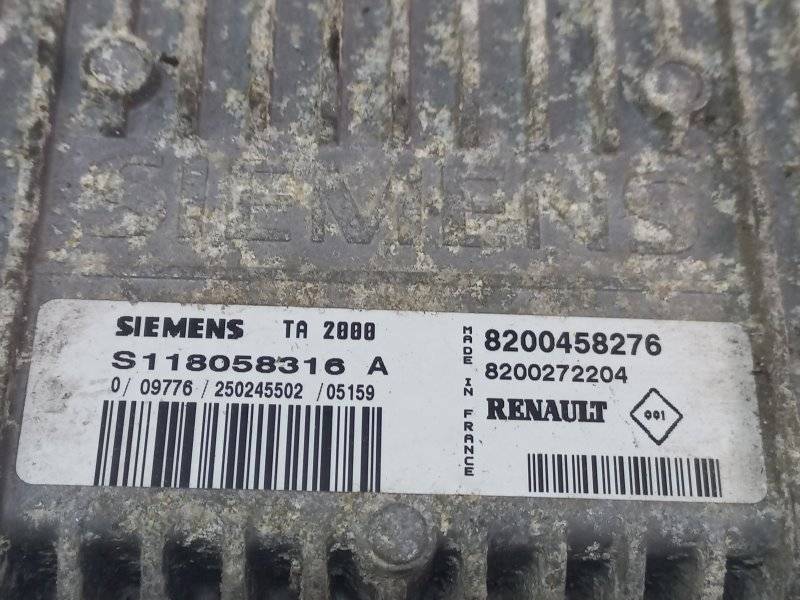 SIEMENS
SIEMENS TA 2000
S118058316 A
0/ 09776 / 250245502 / 05159
MADE IN FRANCE
8200458276
8200272204
RENAULT 001